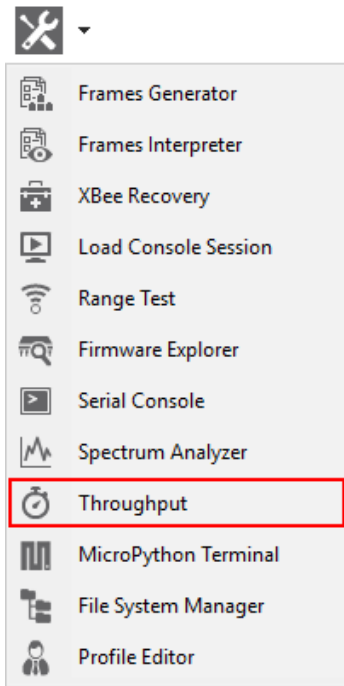 Frames Generator
Frames Interpreter
XBee Recovery
Load Console Session
Range Test
Firmware Explorer
Serial Console
Spectrum Analyzer
Throughput
MicroPython Terminal
File System Manager
Profile Editor